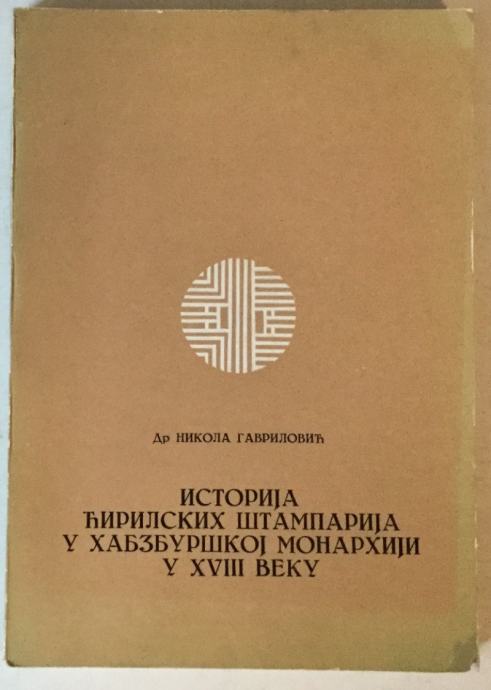 Др НИКОЛА ГАВРИЛОВИЋ
ИСТОРИЈА
ЋИРИЛСКИХ ШТАМПАРИЈА
У ХАБЗБУРШКОЈ МОНАРХИЈИ
У XVIII ВЕКУ